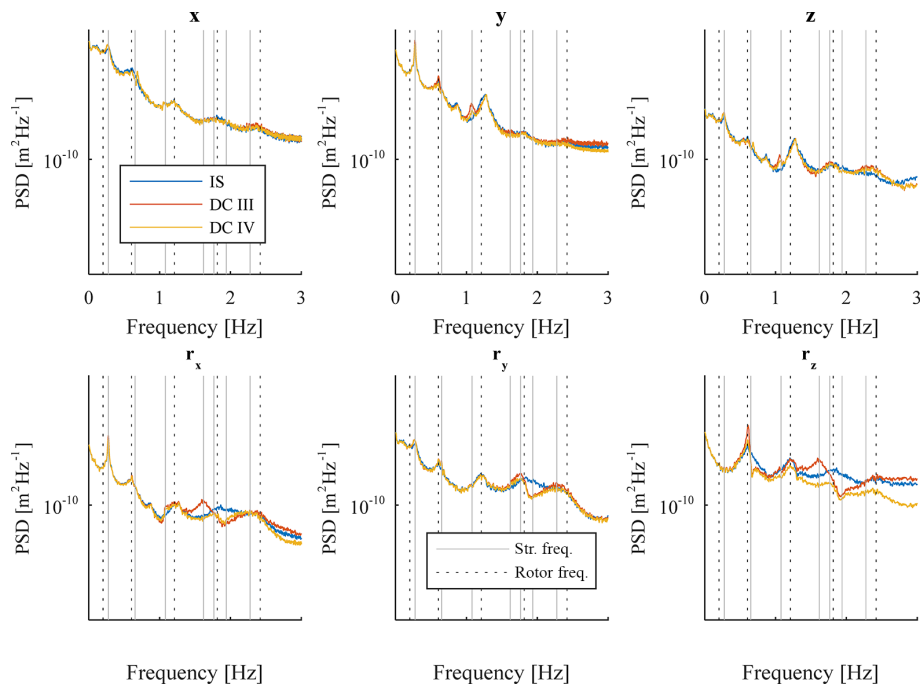 x y z
PSD [m²Hz⁻¹] PSD [m²Hz⁻¹] PSD [m²Hz⁻¹]
10⁻¹⁰ 10⁻¹⁰ 10⁻¹⁰
IS
DC III
DC IV
0 1 2 3 0 1 2 3 0 1 2 3
Frequency [Hz] Frequency [Hz] Frequency [Hz]
rₓ r_y r_z
PSD [m²Hz⁻¹] PSD [m²Hz⁻¹] PSD [m²Hz⁻¹]
10⁻¹⁰ 10⁻¹⁰ 10⁻¹⁰
Str. freq.
Rotor freq.
Frequency [Hz] Frequency [Hz] Frequency [Hz]